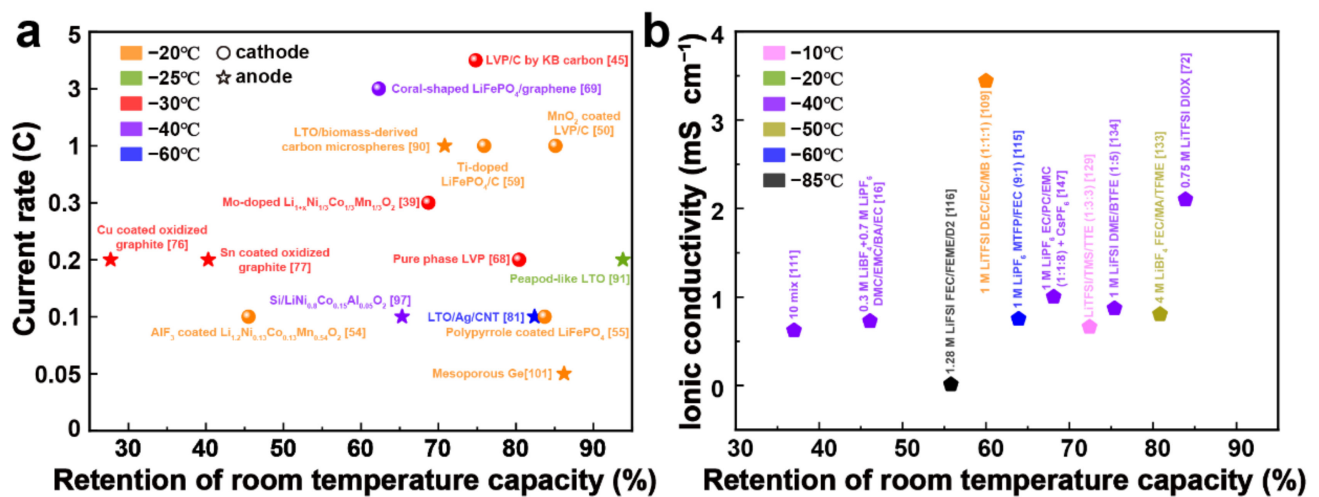 a
5
3
1
0.3
0.2
0.1
0.05
0
Current rate (C)
−20℃
−25℃
−30℃
−40℃
−60℃
cathode
anode
LVP/C by KB carbon [45]
Coral-shaped LiFePO₄/graphene [69]
MnO₂ coated
LVP/C [50]
LTO/biomass-derived
carbon microspheres [90]
Ti-doped
LiFePO₄/C [59]
Mo-doped Li₁₊ₓNi₁/₃Co₁/₃Mn₁/₃O₂ [39]
Cu coated oxidized
graphite [76]
Sn coated oxidized
graphite [77]
Pure phase LVP [68]
Peapod-like LTO [91]
Si/LiNi₀.₈Co₀.₁₅Al₀.₀₅O₂ [97]
LTO/Ag/CNT [81]
AlF₃ coated Li₁.₂Ni₀.₁₃Co₀.₁₃Mn₀.₅₄O₂ [54]
Polypyrrole coated LiFePO₄ [55]
Mesoporous Ge[101]
30 40 50 60 70 80 90
Retention of room temperature capacity (%)
b
4
3
2
1
0
Ionic conductivity (mS cm⁻¹)
−10℃
−20℃
−40℃
−50℃
−60℃
−85℃
10 mix [111]
0.3 M LiBF₄+0.7 M LiPF₆
DMC/EMC/BA/EC [16]
1.28 M LiFSI FEC/FEME/D2 [116]
1 M LiTFSI DEC/EC/MB (1:1:1) [109]
1 M LiPF₆ MTFP/FEC (9:1) [115]
1 M LiPF₆ EC/PC/EMC
(1:1:8) + CsPF₆ [147]
LiTFSI/TMS/TTE (1:3:3) [129]
1 M LiFSI DME/BTFE (1:5) [134]
4 M LiBF₄ FEC/MA/TFME [133]
0.75 M LiTFSI DIOX [72]
30 40 50 60 70 80 90
Retention of room temperature capacity (%)